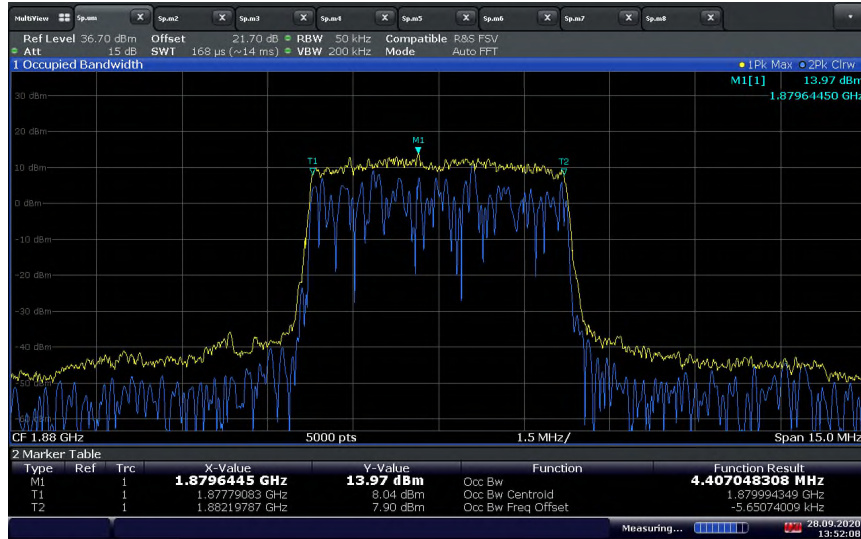 MultiView Sp.um X Sp.m2 X Sp.m3 X Sp.m4 X Sp.m5 X Sp.m6 X Sp.m7 X Sp.m8 X
Ref Level 36.70 dBm Offset 21.70 dB RBW 50 kHz Compatible R&S FSV
Att 15 dB SWT 168 µs (~14 ms) VBW 200 kHz Mode Auto FFT
1 Occupied Bandwidth 1Pk Max 2Pk Clrw
M1[1] 13.97 dBm
1.87964450 GHz
30 dBm
20 dBm
M1
T1 T2
10 dBm
0 dBm
-10 dBm
-20 dBm
-30 dBm
-40 dBm
-50 dBm
-60 dBm
CF 1.88 GHz 5000 pts 1.5 MHz/ Span 15.0 MHz
2 Marker Table
Type Ref Trc X-Value Y-Value Function Function Result
M1 1 1.8796445 GHz 13.97 dBm Occ Bw 4.407048308 MHz
T1 1 1.87779083 GHz 8.04 dBm Occ Bw Centroid 1.879994349 GHz
T2 1 1.88219787 GHz 7.90 dBm Occ Bw Freq Offset -5.65074009 kHz
Measuring... 28.09.2020
13:52:08